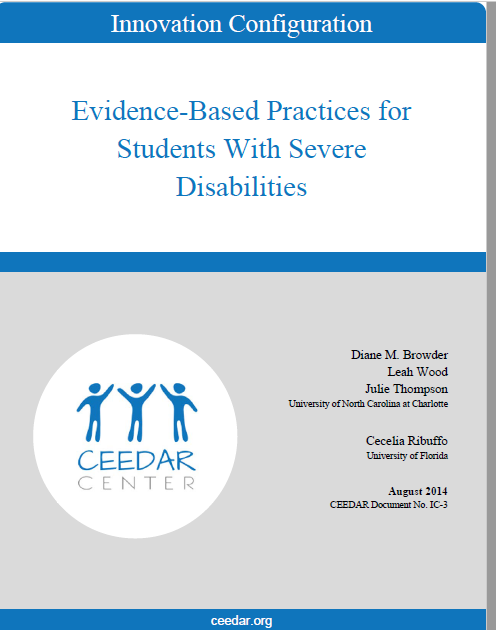 Innovation Configuration
Evidence-Based Practices for
Students With Severe
Disabilities
Diane M. Browder
Leah Wood
Julie Thompson
University of North Carolina at Charlotte
Cecelia Ribuffo
University of Florida
August 2014
CEEDAR Document No. IC-3
CEEDAR
CENTER
ceedar.org